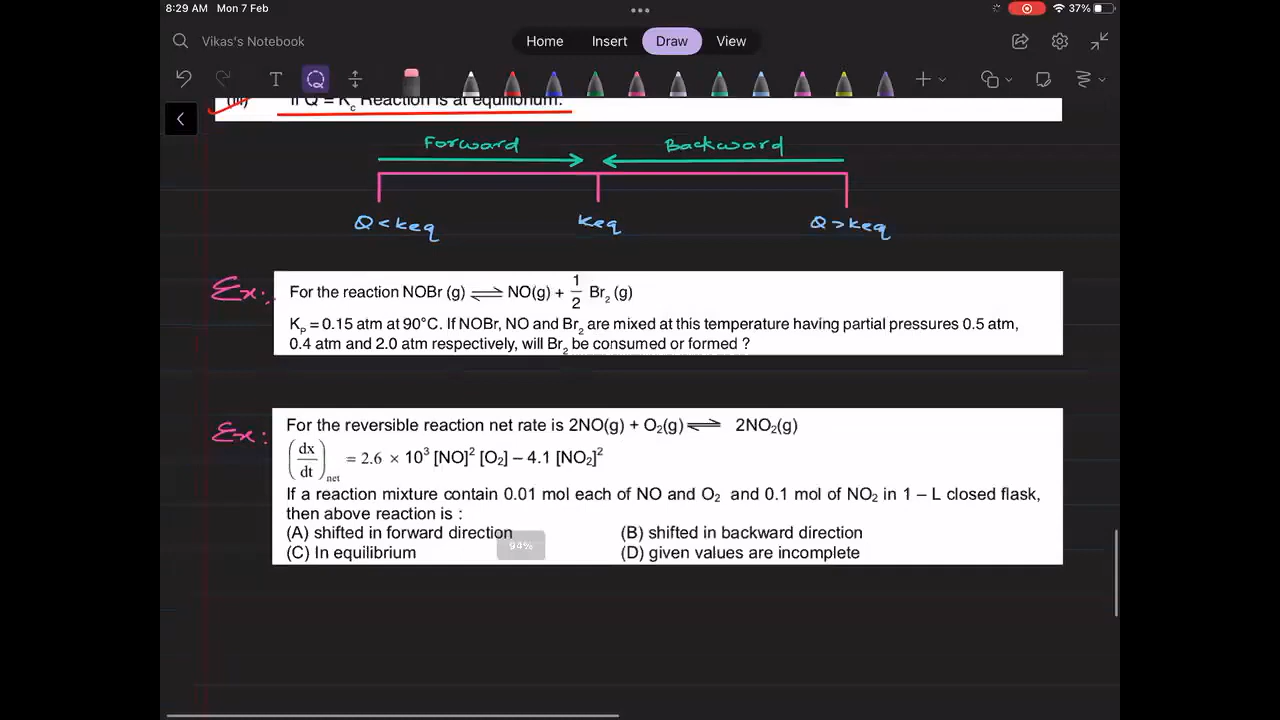 8:29 AM Mon 7 Feb
37%
Vikas's Notebook
Home Insert Draw View
(iii) If Q = Kc Reaction is at equilibrium.
Forward Backward
Q < keq keq Q > keq
Ex:
For the reaction NOBr (g) ⇌ NO(g) + 1/2 Br₂ (g)
Kₚ = 0.15 atm at 90°C. If NOBr, NO and Br₂ are mixed at this temperature having partial pressures 0.5 atm,
0.4 atm and 2.0 atm respectively, will Br₂ be consumed or formed ?
Ex:
For the reversible reaction net rate is 2NO(g) + O₂(g) ⇌ 2NO₂(g)
(dx/dt)net = 2.6 × 10³ [NO]² [O₂] – 4.1 [NO₂]²
If a reaction mixture contain 0.01 mol each of NO and O₂ and 0.1 mol of NO₂ in 1 – L closed flask,
then above reaction is :
(A) shifted in forward direction (B) shifted in backward direction
(C) In equilibrium (D) given values are incomplete
94%